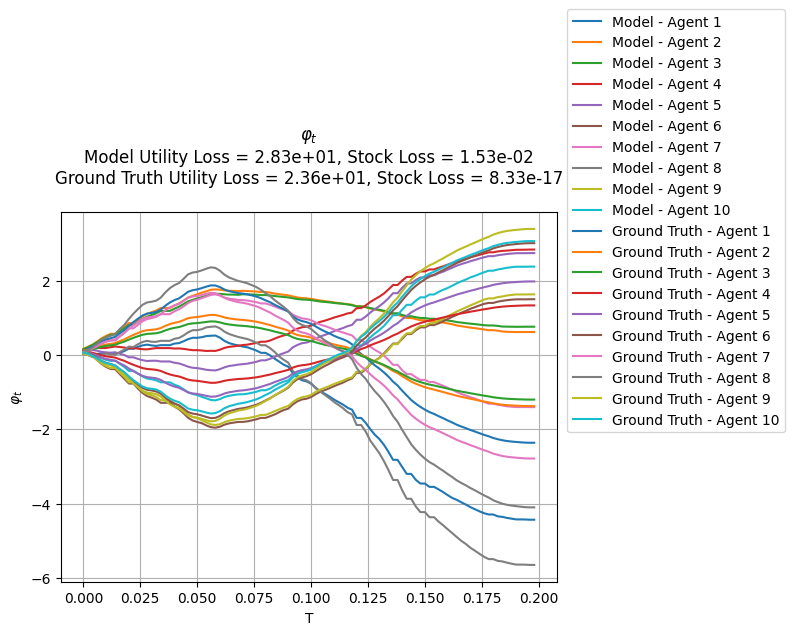 φₜ
Model Utility Loss = 2.83e+01, Stock Loss = 1.53e-02
Ground Truth Utility Loss = 2.36e+01, Stock Loss = 8.33e-17
φₜ
2
0
−2
−4
−6
0.000 0.025 0.050 0.075 0.100 0.125 0.150 0.175 0.200
T
Model - Agent 1
Model - Agent 2
Model - Agent 3
Model - Agent 4
Model - Agent 5
Model - Agent 6
Model - Agent 7
Model - Agent 8
Model - Agent 9
Model - Agent 10
Ground Truth - Agent 1
Ground Truth - Agent 2
Ground Truth - Agent 3
Ground Truth - Agent 4
Ground Truth - Agent 5
Ground Truth - Agent 6
Ground Truth - Agent 7
Ground Truth - Agent 8
Ground Truth - Agent 9
Ground Truth - Agent 10